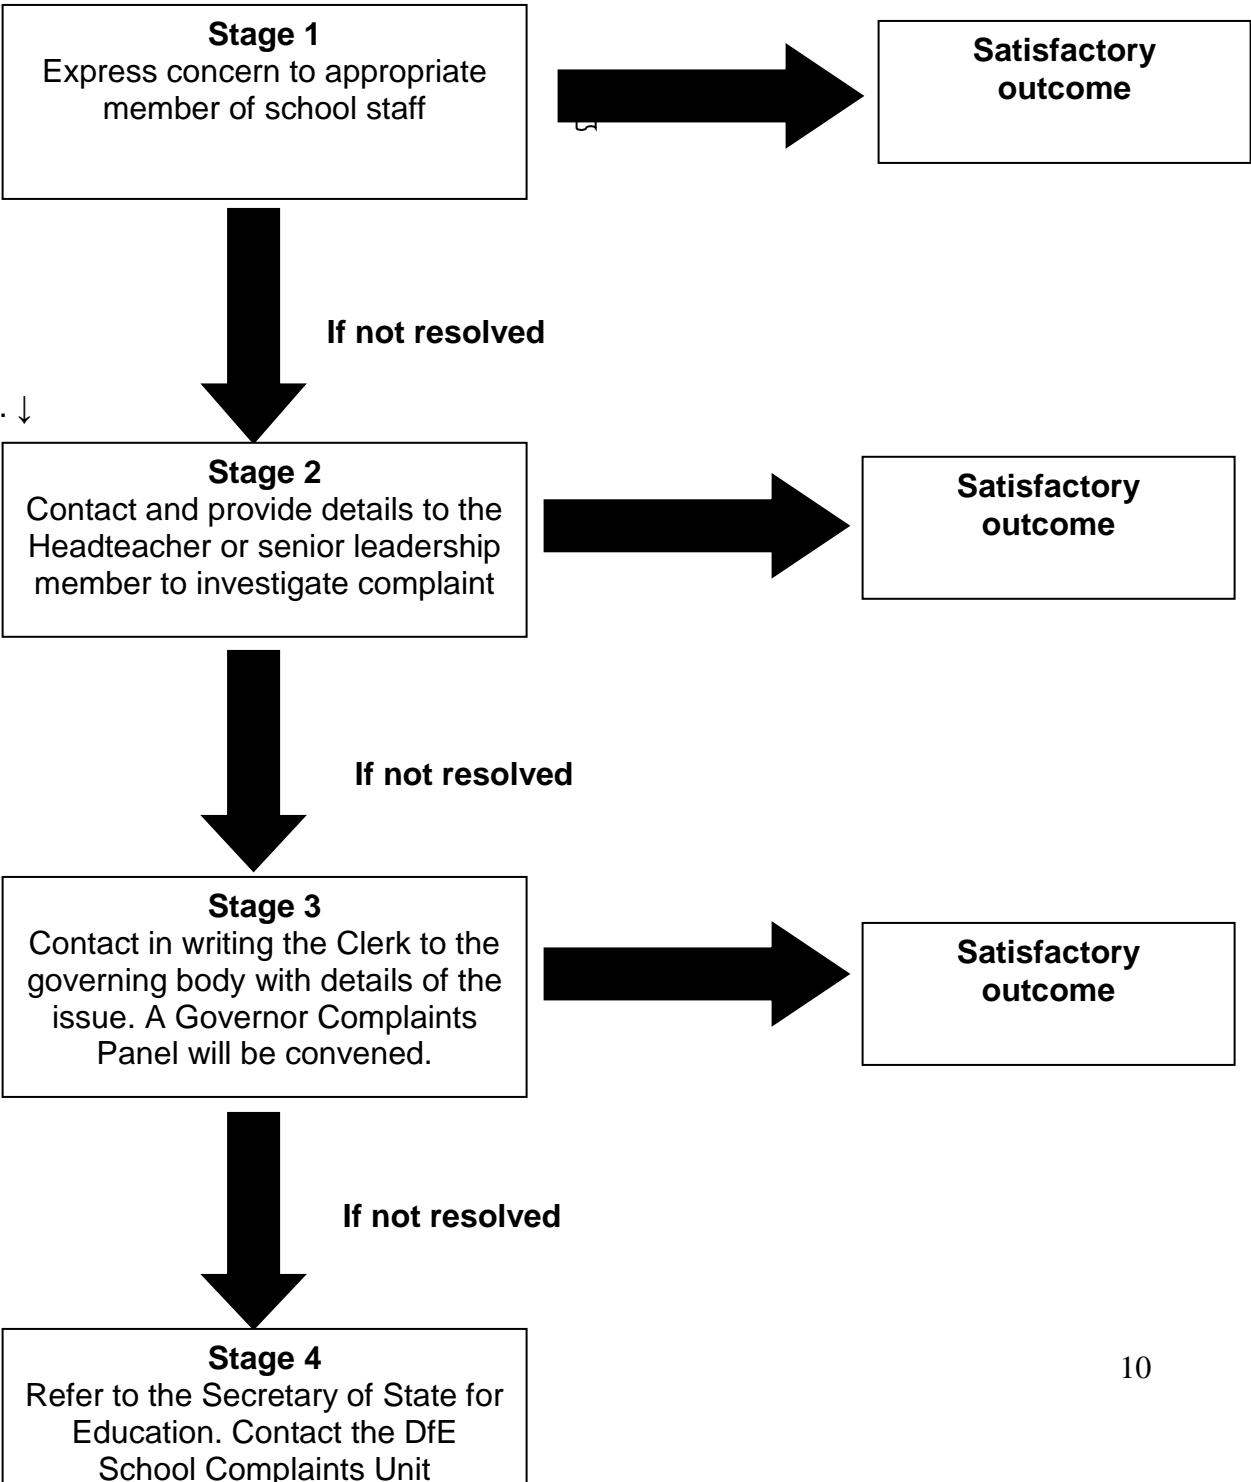 Stage 1
Express concern to appropriate
member of school staff
Satisfactory
outcome
If not resolved
. ↓
Stage 2
Contact and provide details to the
Headteacher or senior leadership
member to investigate complaint
Satisfactory
outcome
If not resolved
Stage 3
Contact in writing the Clerk to the
governing body with details of the
issue. A Governor Complaints
Panel will be convened.
Satisfactory
outcome
If not resolved
Stage 4
Refer to the Secretary of State for
Education. Contact the DfE
School Complaints Unit
10